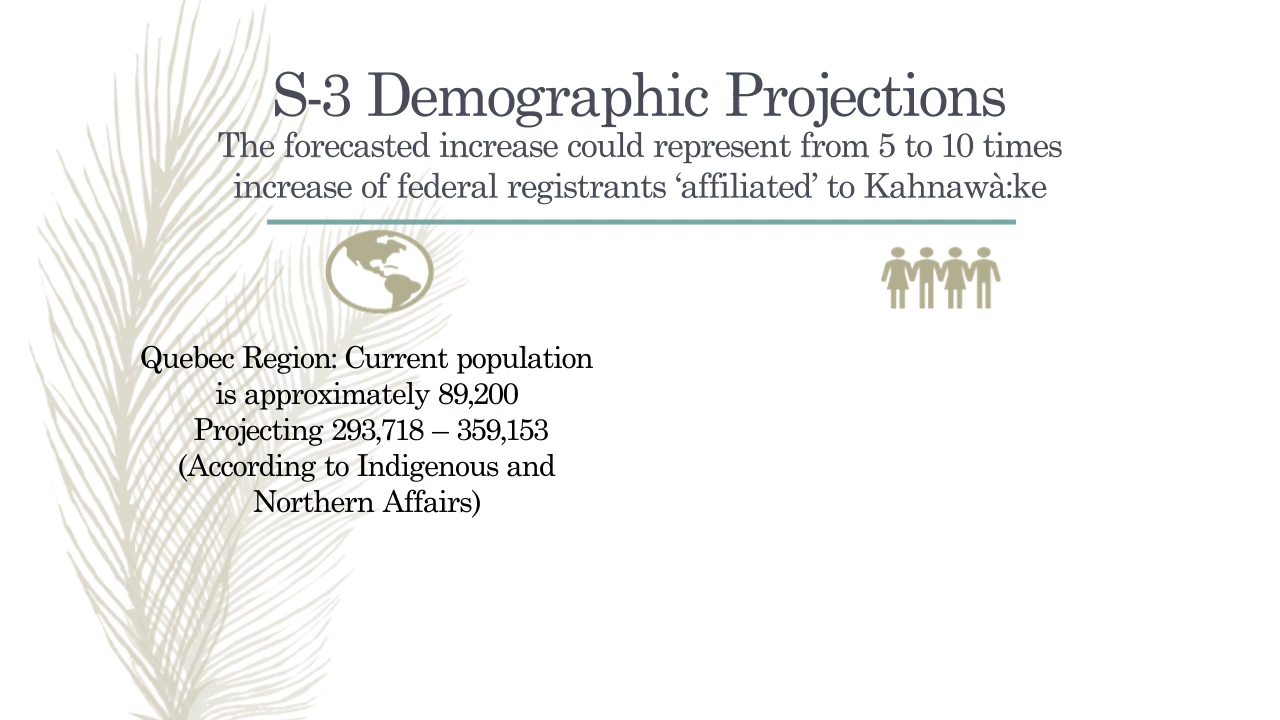 S-3 Demographic Projections
The forecasted increase could represent from 5 to 10 times
increase of federal registrants ‘affiliated’ to Kahnawà:ke
Quebec Region: Current population
is approximately 89,200
Projecting 293,718 – 359,153
(According to Indigenous and
Northern Affairs)